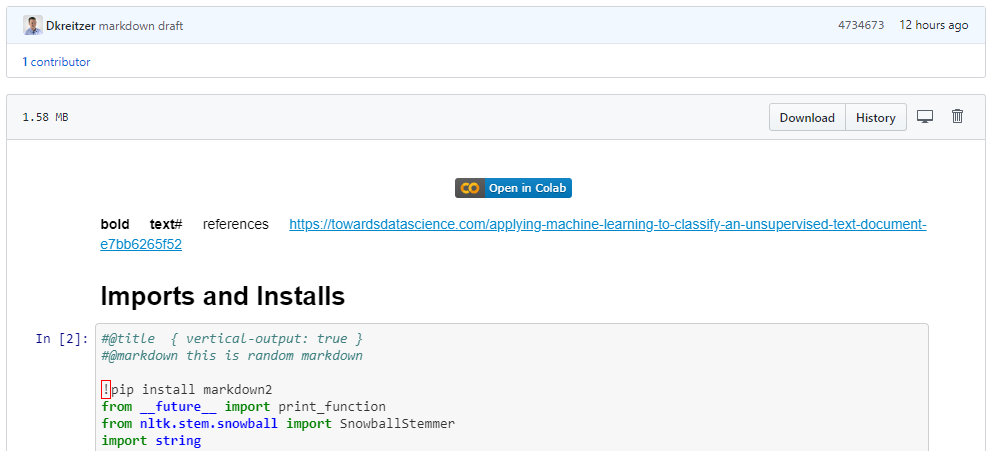 Dkreitzer markdown draft 4734673 12 hours ago
1 contributor
1.58 MB Download History
CO Open in Colab
bold text# references https://towardsdatascience.com/applying-machine-learning-to-classify-an-unsupervised-text-document-
e7bb6265f52
Imports and Installs
In [2]: #@title  { vertical-output: true }
#@markdown this is random markdown
!pip install markdown2
from __future__ import print_function
from nltk.stem.snowball import SnowballStemmer
import string